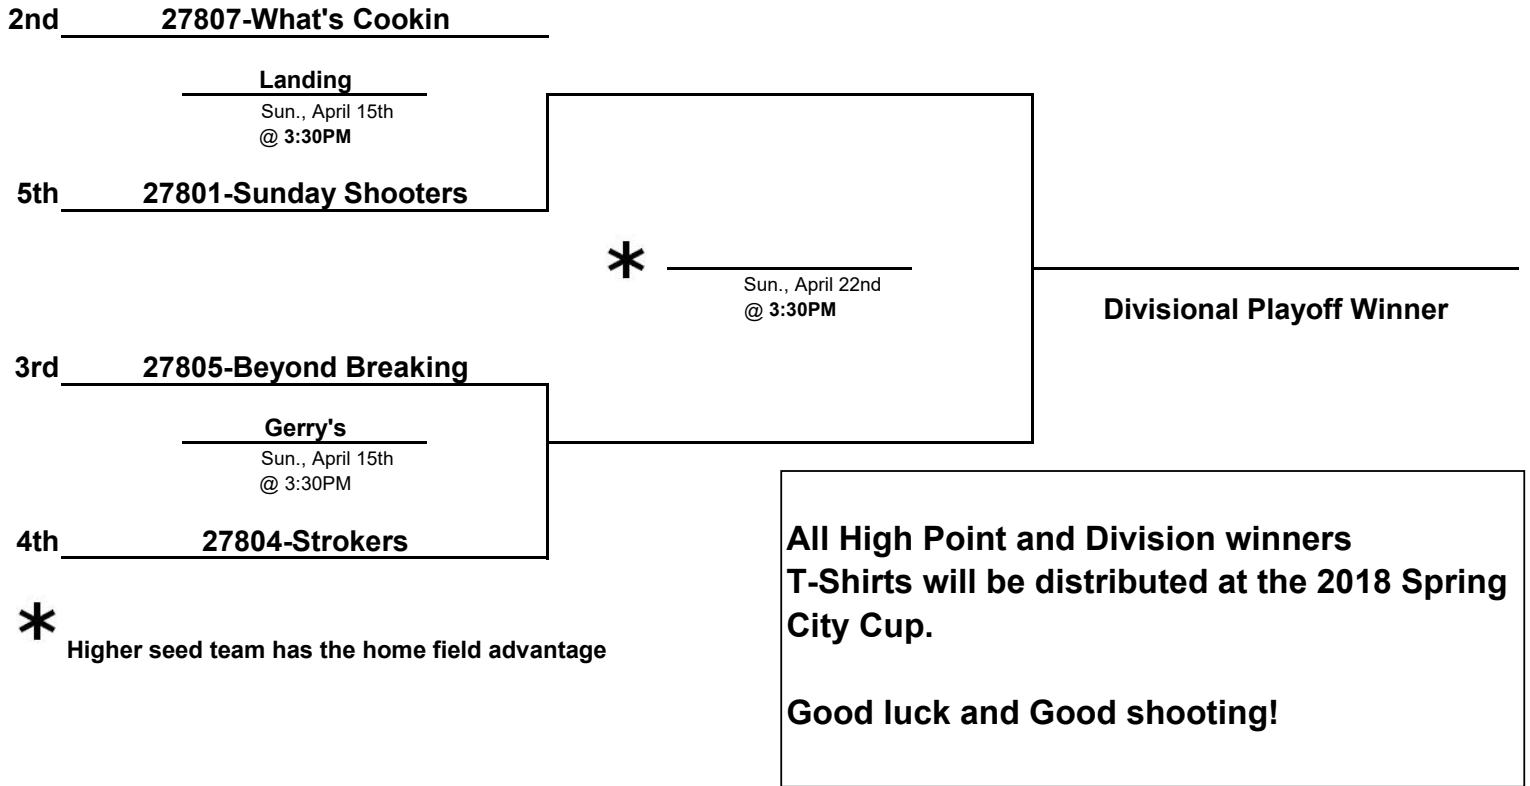 2nd 27807-What's Cookin
Landing
Sun., April 15th
@ 3:30PM
5th 27801-Sunday Shooters
* 
Sun., April 22nd
@ 3:30PM
Divisional Playoff Winner
3rd 27805-Beyond Breaking
Gerry's
Sun., April 15th
@ 3:30PM
4th 27804-Strokers
* Higher seed team has the home field advantage
All High Point and Division winners
T-Shirts will be distributed at the 2018 Spring
City Cup.
Good luck and Good shooting!